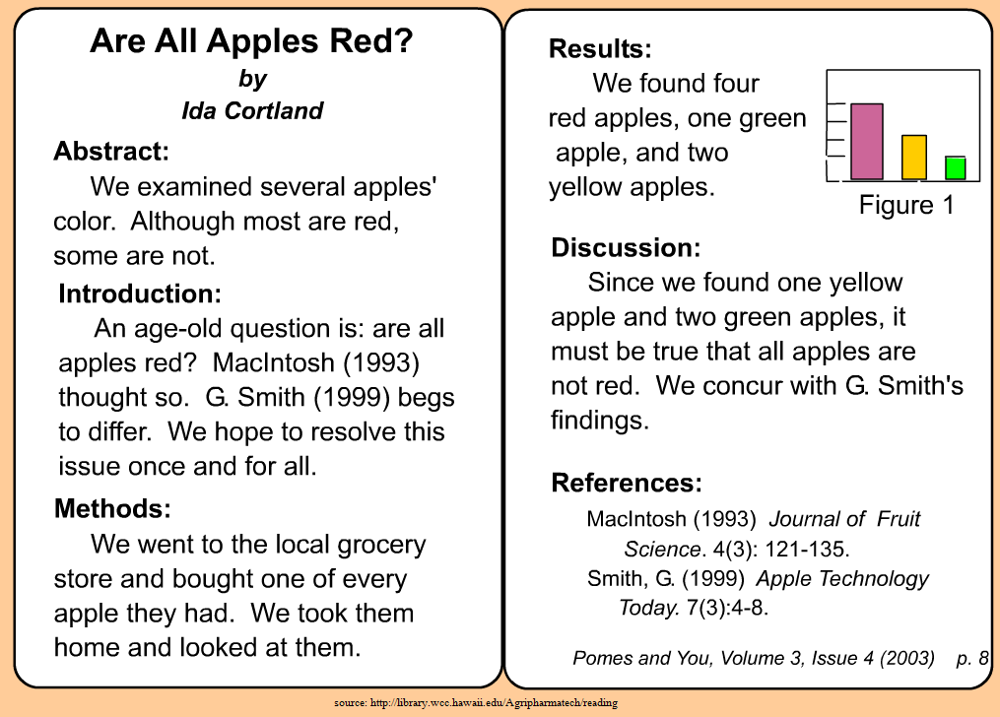 Are All Apples Red?
by
Ida Cortland
Abstract:
We examined several apples'
color.  Although most are red,
some are not.
Introduction:
An age-old question is: are all
apples red?  MacIntosh (1993)
thought so.  G. Smith (1999) begs
to differ.  We hope to resolve this
issue once and for all.
Methods:
We went to the local grocery
store and bought one of every
apple they had.  We took them
home and looked at them.
Results:
We found four
red apples, one green
apple, and two
yellow apples.
Figure 1
Discussion:
Since we found one yellow
apple and two green apples, it
must be true that all apples are
not red.  We concur with G. Smith's
findings.
References:
MacIntosh (1993)  Journal of  Fruit
Science. 4(3): 121-135.
Smith, G. (1999)  Apple Technology
Today. 7(3):4-8.
Pomes and You, Volume 3, Issue 4 (2003)    p. 8
source: http://library.wcc.hawaii.edu/Agripharmatech/reading